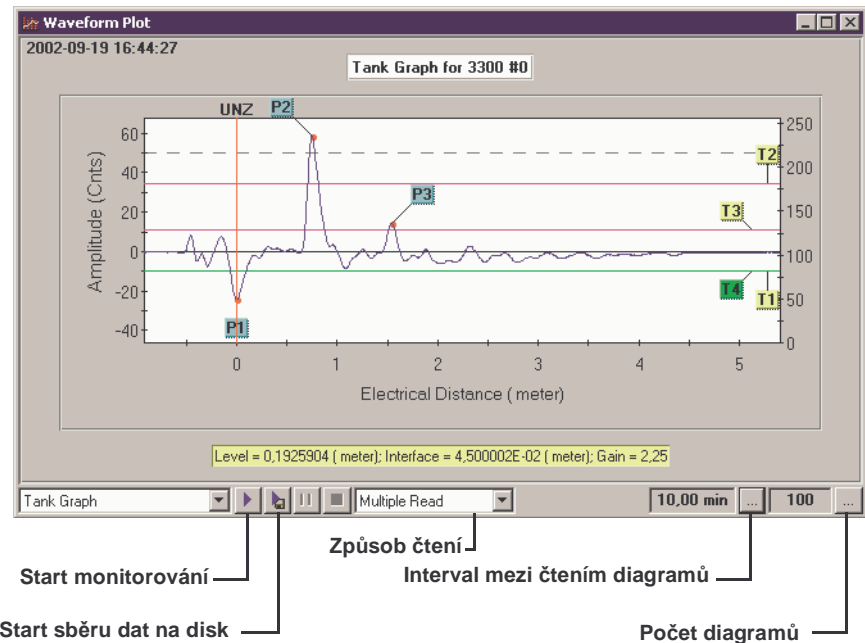 Waveform Plot
2002-09-19 16:44:27
Tank Graph for 3300 #0
UNZ P2
60 250
T2
40 200
P3
20 T3 150
0 100
-20 T4 T1 50
-40 P1 0
Amplitude (Cnts)
0 1 2 3 4 5
Electrical Distance ( meter)
Level = 0,1925904 ( meter); Interface = 4,500002E-02 ( meter); Gain = 2,25
Tank Graph Multiple Read 10,00 min ... 100 ...
Způsob čtení
Start monitorování Interval mezi čtením diagramů
Start sběru dat na disk Počet diagramů